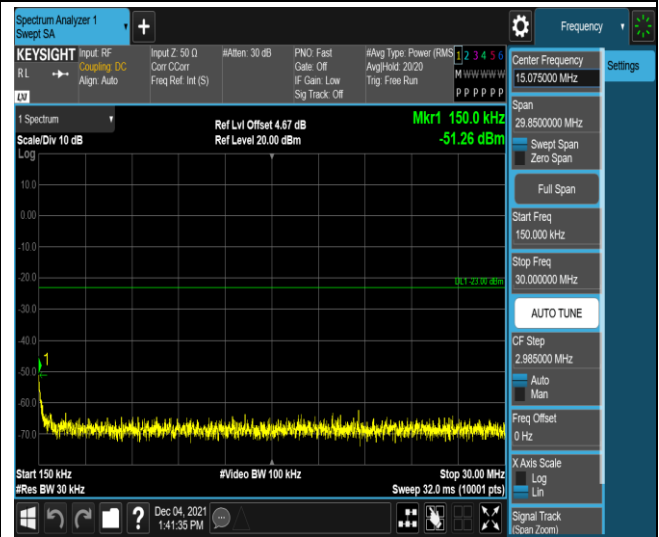 Spectrum Analyzer 1
Swept SA
Frequency
KEYSIGHT
RL
LXI
Input: RF
Coupling: DC
Align: Auto
Input Z: 50 Ω
Corr CCorr
Freq Ref: Int (S)
#Atten: 30 dB
PNO: Fast
Gate: Off
IF Gain: Low
Sig Track: Off
#Avg Type: Power (RMS
Avg|Hold: 20/20
Trig: Free Run
1 2 3 4 5 6
M W W W W W
P P P P P P
1 Spectrum
Scale/Div 10 dB
Log
Ref Lvl Offset 4.67 dB
Ref Level 20.00 dBm
Mkr1 150.0 kHz
-51.26 dBm
10.0
0.00
-10.0
-20.0
DL1 -23.00 dBm
-30.0
-40.0
1
-50.0
-60.0
-70.0
Start 150 kHz
#Res BW 30 kHz
#Video BW 100 kHz
Stop 30.00 MHz
Sweep 32.0 ms (10001 pts)
Dec 04, 2021
1:41:35 PM
Center Frequency
15.075000 MHz
Settings
Span
29.8500000 MHz
Swept Span
Zero Span
Full Span
Start Freq
150.000 kHz
Stop Freq
30.000000 MHz
AUTO TUNE
CF Step
2.985000 MHz
Auto
Man
Freq Offset
0 Hz
X Axis Scale
Log
Lin
Signal Track
(Span Zoom)